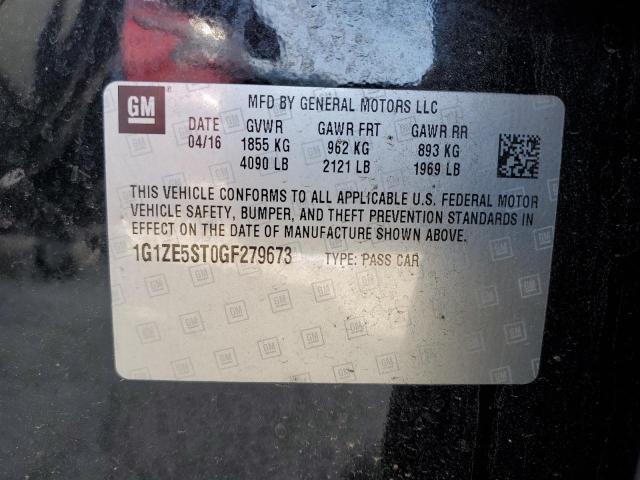 GM
MFD BY GENERAL MOTORS LLC
DATE GVWR GAWR FRT GAWR RR
04/16 1855 KG 962 KG 893 KG
4090 LB 2121 LB 1969 LB
THIS VEHICLE CONFORMS TO ALL APPLICABLE U.S. FEDERAL MOTOR
VEHICLE SAFETY, BUMPER, AND THEFT PREVENTION STANDARDS IN
EFFECT ON THE DATE OF MANUFACTURE SHOWN ABOVE.
1G1ZE5ST0GF279673 TYPE: PASS CAR